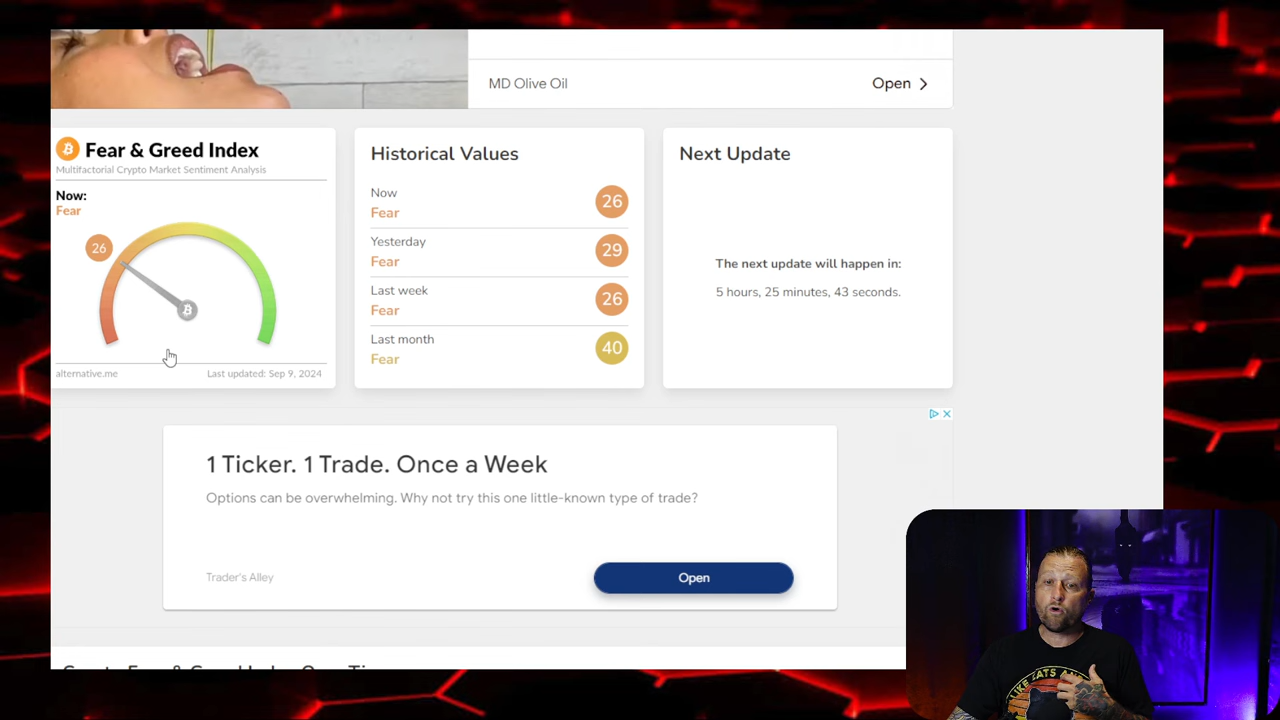 MD Olive Oil
Open
Fear & Greed Index
Multifactorial Crypto Market Sentiment Analysis
Now:
Fear
26
alternative.me
Last updated: Sep 9, 2024
Historical Values
Now
Fear
26
Yesterday
Fear
29
Last week
Fear
26
Last month
Fear
40
Next Update
The next update will happen in:
5 hours, 25 minutes, 43 seconds.
1 Ticker. 1 Trade. Once a Week
Options can be overwhelming. Why not try this one little-known type of trade?
Trader's Alley
Open